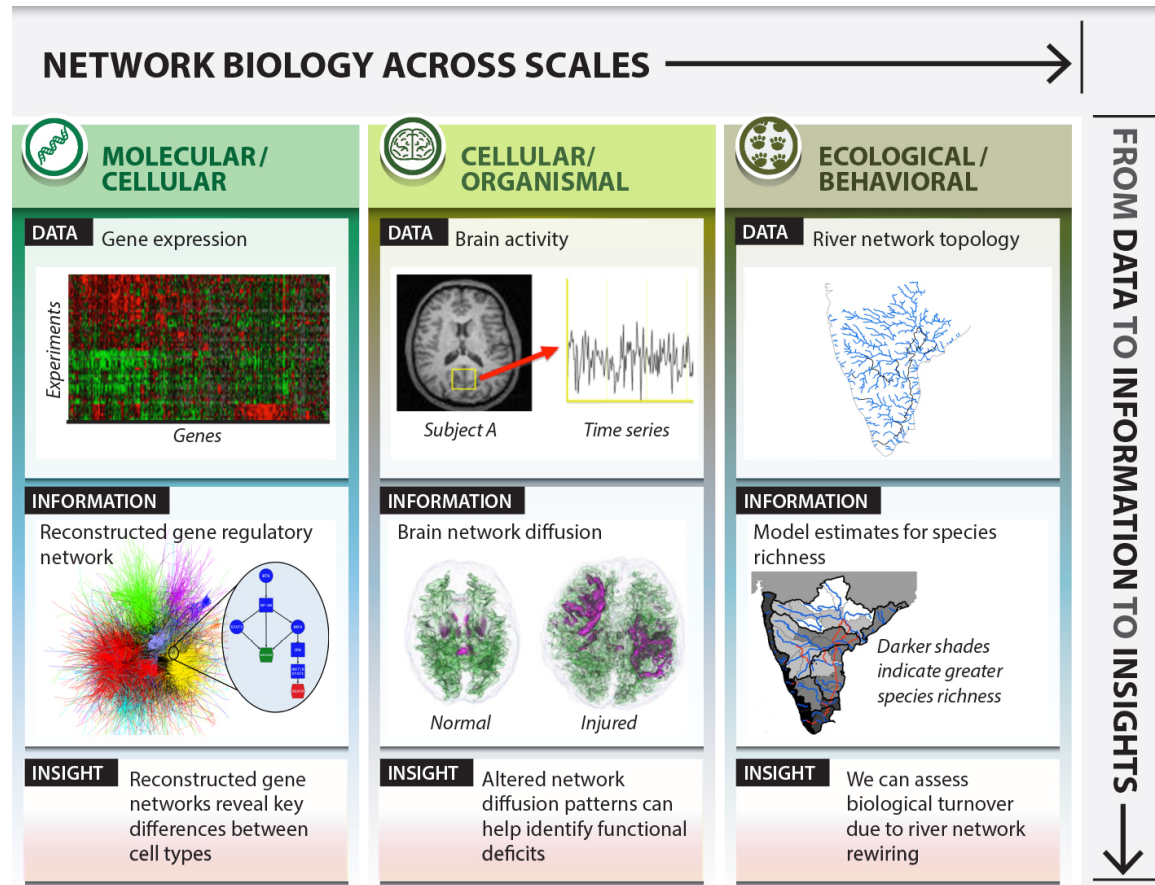 NETWORK BIOLOGY ACROSS SCALES
FROM DATA TO INFORMATION TO INSIGHTS
MOLECULAR/
CELLULAR
DATA Gene expression
Experiments
Genes
INFORMATION
Reconstructed gene regulatory
network
INSIGHT Reconstructed gene
networks reveal key
differences between
cell types
CELLULAR/
ORGANISMAL
DATA Brain activity
Subject A Time series
INFORMATION
Brain network diffusion
Normal Injured
INSIGHT Altered network
diffusion patterns can
help identify functional
deficits
ECOLOGICAL/
BEHAVIORAL
DATA River network topology
INFORMATION
Model estimates for species
richness
Darker shades
indicate greater
species richness
INSIGHT We can assess
biological turnover
due to river network
rewiring